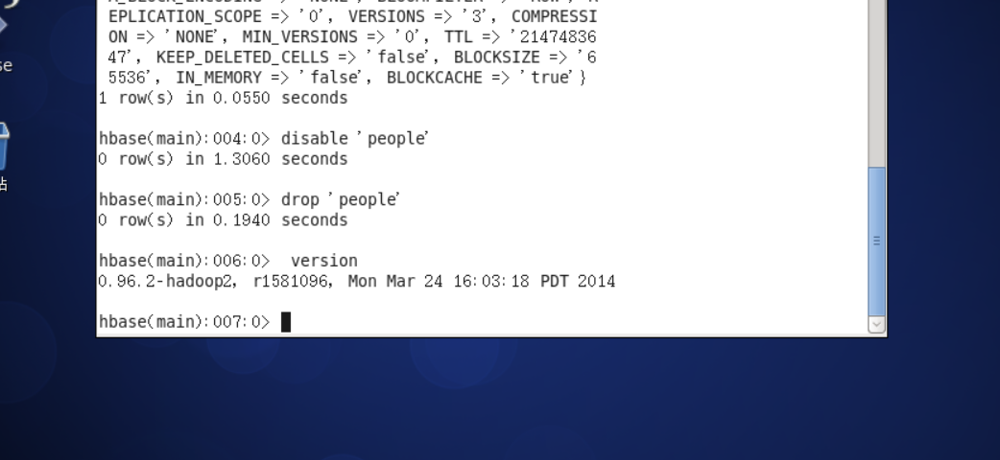 EPLICATION_SCOPE => '0', VERSIONS => '3', COMPRESSI
ON => 'NONE', MIN_VERSIONS => '0', TTL => '21474836
47', KEEP_DELETED_CELLS => 'false', BLOCKSIZE => '6
5536', IN_MEMORY => 'false', BLOCKCACHE => 'true'}
1 row(s) in 0.0550 seconds
hbase(main):004:0> disable 'people'
0 row(s) in 1.3060 seconds
hbase(main):005:0> drop 'people'
0 row(s) in 0.1940 seconds
hbase(main):006:0>  version
0.96.2-hadoop2, r1581096, Mon Mar 24 16:03:18 PDT 2014
hbase(main):007:0>
se
站